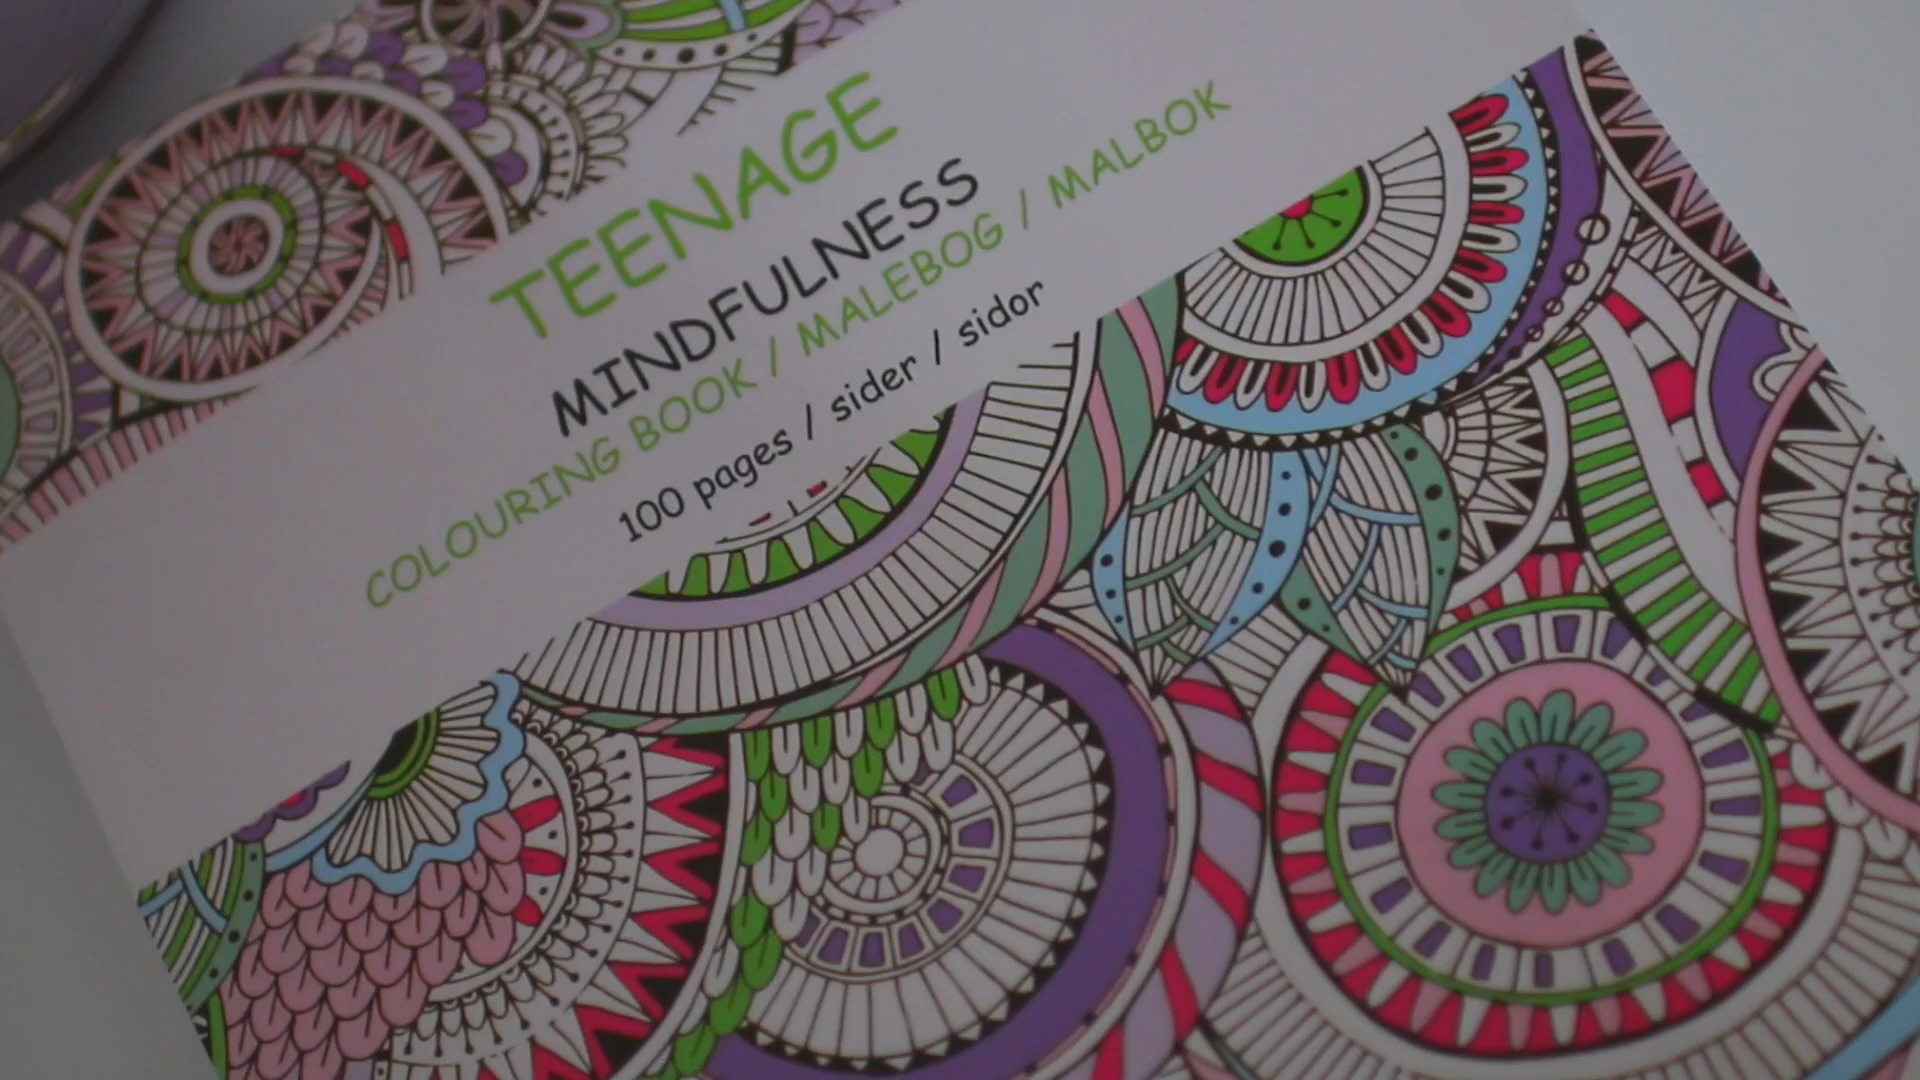 TEENAGE
MINDFULNESS
COLOURING BOOK / MALEBOG / MALBOK
100 pages / sider / sidor